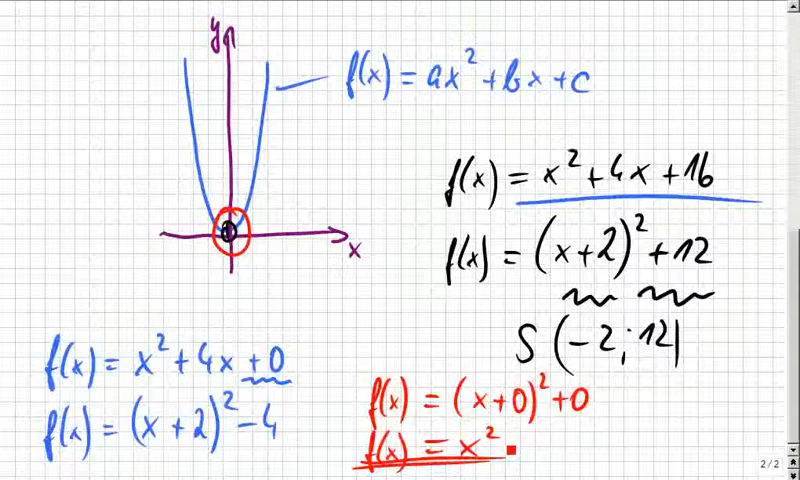 y
f(x) = ax² + bx + c
f(x) = x² + 4x + 16
f(x) = (x + 2)² + 12
x
S (-2; 12|
f(x) = x² + 4x + 0
f(x) = (x + 2)² - 4
f(x) = (x + 0)² + 0
f(x) = x²
2/2